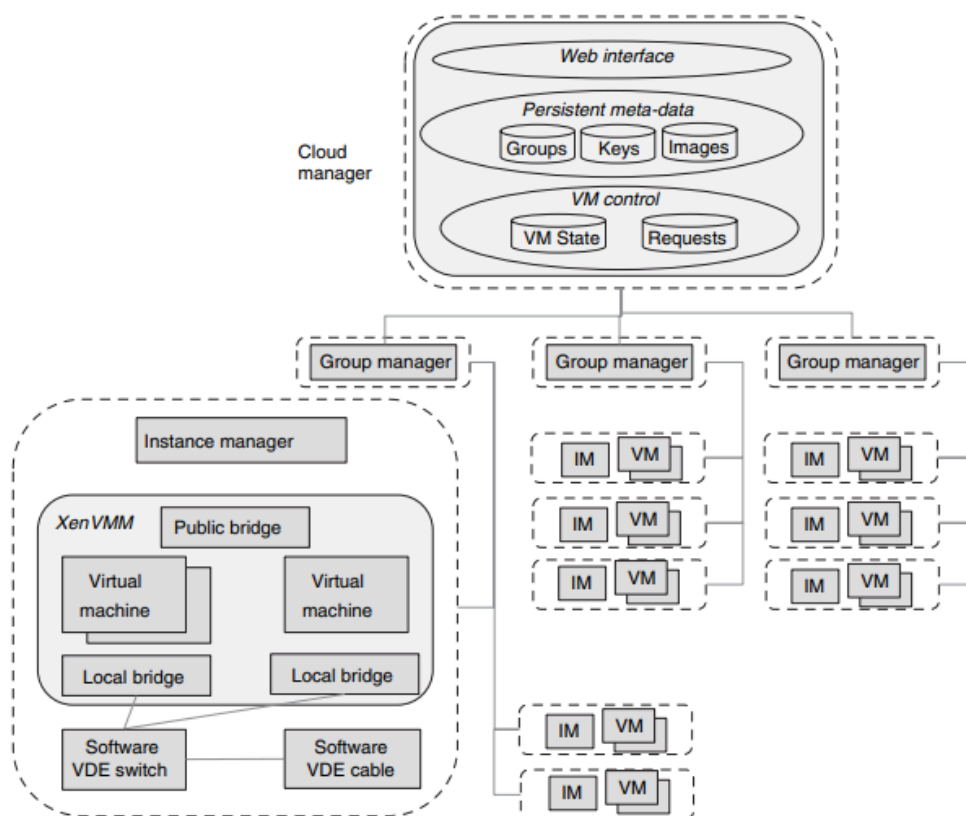 Web interface
Persistent meta-data
Groups Keys Images
Cloud
manager
VM control
VM State Requests
Group manager Group manager Group manager
Instance manager
IM VM IM VM
XenVMM
Public bridge
IM VM IM VM
Virtual
machine
Virtual
machine
IM VM IM VM
Local bridge Local bridge
IM VM
Software
VDE switch
Software
VDE cable
IM VM